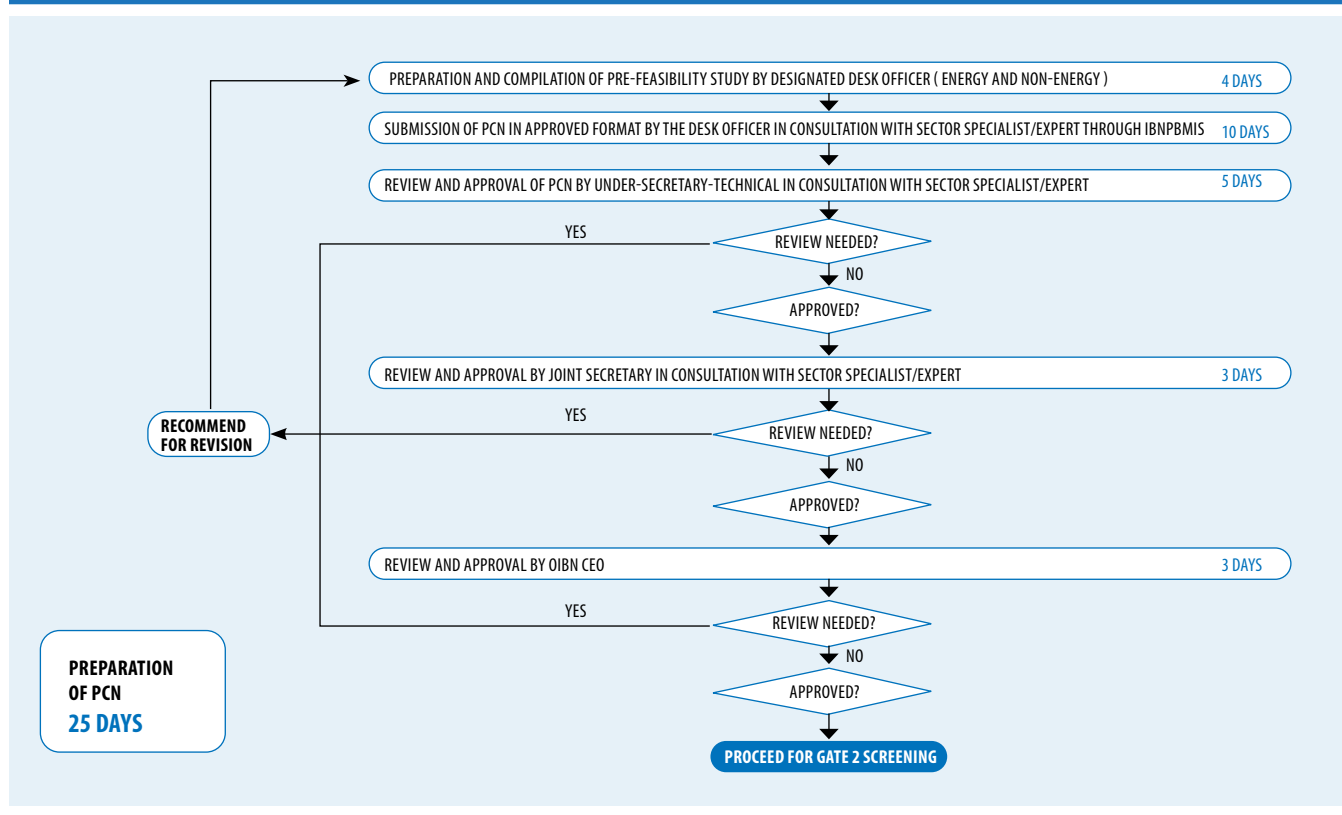 PREPARATION AND COMPILATION OF PRE-FEASIBILITY STUDY BY DESIGNATED DESK OFFICER ( ENERGY AND NON-ENERGY ) 4 DAYS
SUBMISSION OF PCN IN APPROVED FORMAT BY THE DESK OFFICER IN CONSULTATION WITH SECTOR SPECIALIST/EXPERT THROUGH IBNPBMIS 10 DAYS
REVIEW AND APPROVAL OF PCN BY UNDER-SECRETARY-TECHNICAL IN CONSULTATION WITH SECTOR SPECIALIST/EXPERT 5 DAYS
YES
REVIEW NEEDED?
NO
APPROVED?
REVIEW AND APPROVAL BY JOINT SECRETARY IN CONSULTATION WITH SECTOR SPECIALIST/EXPERT 3 DAYS
YES
RECOMMEND
FOR REVISION
REVIEW NEEDED?
NO
APPROVED?
REVIEW AND APPROVAL BY OIBN CEO 3 DAYS
YES
REVIEW NEEDED?
NO
APPROVED?
PROCEED FOR GATE 2 SCREENING
PREPARATION
OF PCN
25 DAYS